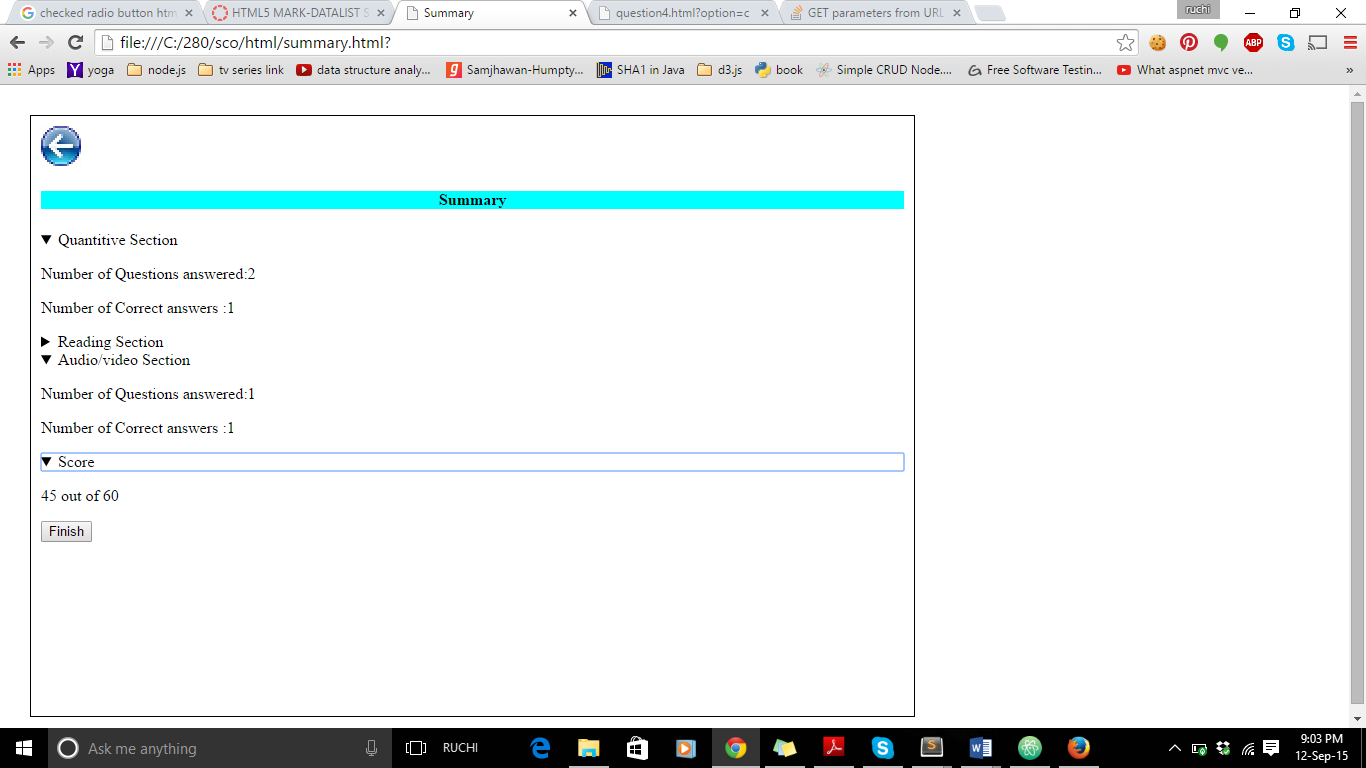 checked radio button htm
HTML5 MARK-DATALIST S
Summary
question4.html?option=c
GET parameters from URL
ruchi
file:///C:/280/sco/html/summary.html?
ABP
Apps
yoga
node.js
tv series link
data structure analy...
Samjhawan-Humpty...
SHA1 in Java
d3.js
book
Simple CRUD Node....
Free Software Testin...
What aspnet mvc ve...
»
Summary
Quantitive Section
Number of Questions answered:2
Number of Correct answers :1
Reading Section
Audio/video Section
Number of Questions answered:1
Number of Correct answers :1
Score
45 out of 60
Finish
Ask me anything
RUCHI
9:03 PM
12-Sep-15